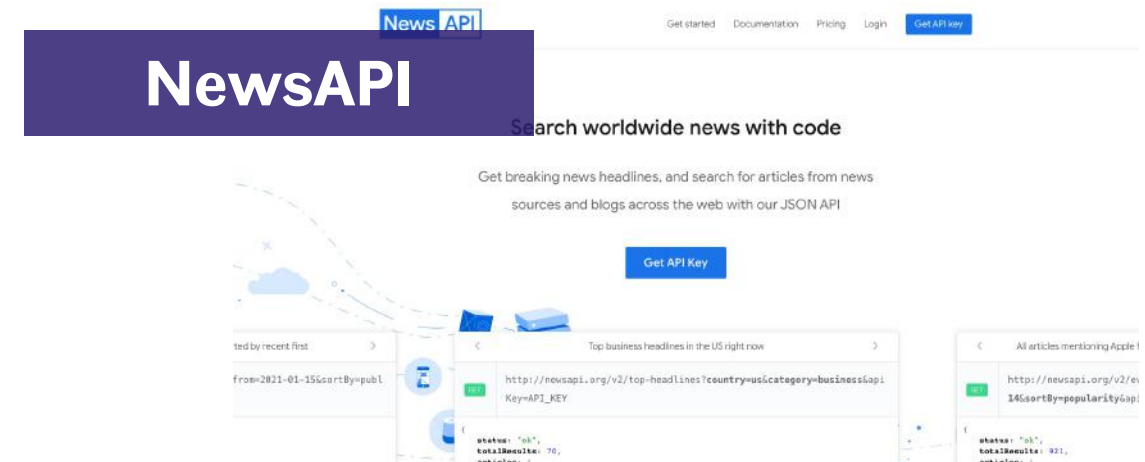 News API
Get started Documentation Pricing Login Get API key
NewsAPI
Search worldwide news with code
Get breaking news headlines, and search for articles from news
sources and blogs across the web with our JSON API
Get API Key
ted by recent first
from=2021-01-15&sortBy=publ
Top business headlines in the US right now
GET
http://newsapi.org/v2/top-headlines?country=us&category=business&api
Key=API_KEY
{
status: "ok",
totalResults: 70,
articles: [
All articles mentioning Apple f
GET
http://newsapi.org/v2/ev
14&sortBy=popularity&api
{
status: "ok",
totalResults: 921,
articles: [